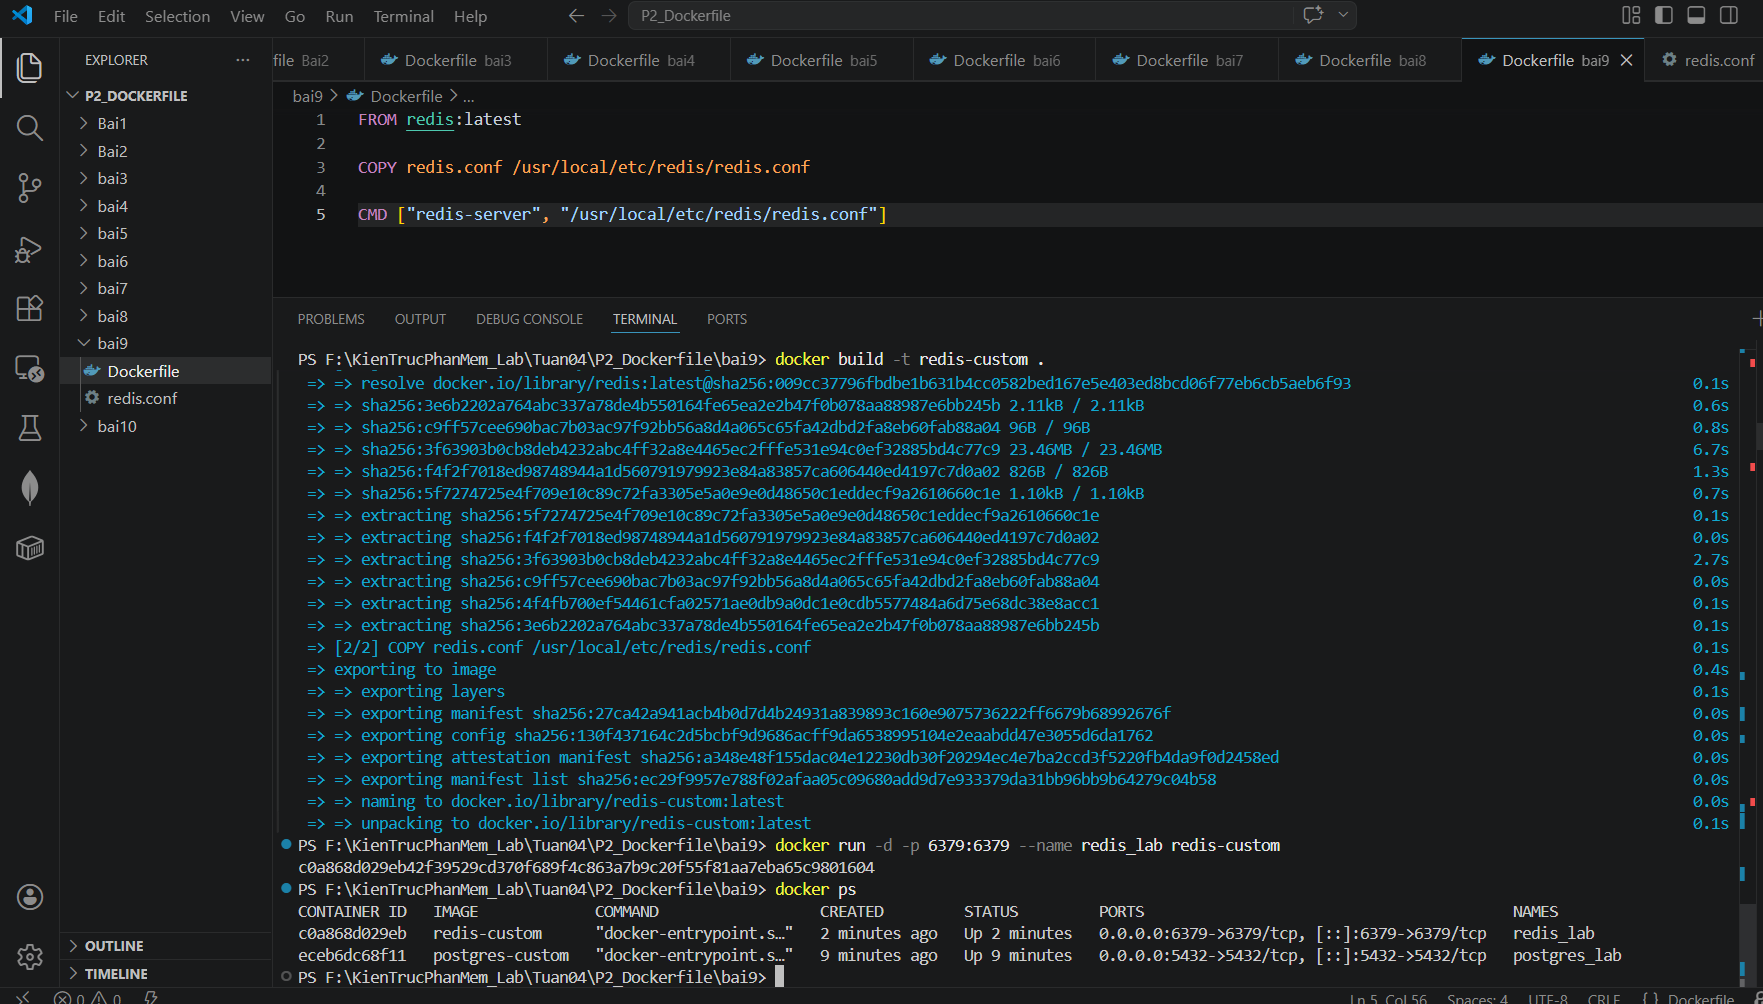 File Edit Selection View Go Run Terminal Help
P2_Dockerfile
EXPLORER ...
file Bai2
Dockerfile bai3
Dockerfile bai4
Dockerfile bai5
Dockerfile bai6
Dockerfile bai7
Dockerfile bai8
Dockerfile bai9
redis.conf
P2_DOCKERFILE
Bai1
Bai2
bai3
bai4
bai5
bai6
bai7
bai8
bai9
Dockerfile
redis.conf
bai10
OUTLINE
TIMELINE
bai9 > Dockerfile > ...
1 FROM redis:latest
2
3 COPY redis.conf /usr/local/etc/redis/redis.conf
4
5 CMD ["redis-server", "/usr/local/etc/redis/redis.conf"]
PROBLEMS OUTPUT DEBUG CONSOLE TERMINAL PORTS
PS F:\KienTrucPhanMem_Lab\Tuan04\P2_Dockerfile\bai9> docker build -t redis-custom .
=> => resolve docker.io/library/redis:latest@sha256:009cc37796fbdbe1b631b4cc0582bed167e5e403ed8bcd06f77eb6cb5aeb6f93 0.1s
=> => sha256:3e6b2202a764abc337a78de4b550164fe65ea2e2b47f0b078aa88987e6bb245b 2.11kB / 2.11kB 0.6s
=> => sha256:c9ff57cee690bac7b03ac97f92bb56a8d4a065c65fa42dbd2fa8eb60fab88a04 96B / 96B 0.8s
=> => sha256:3f63903b0cb8deb4232abc4ff32a8e4465ec2fffe531e94c0ef32885bd4c77c9 23.46MB / 23.46MB 6.7s
=> => sha256:f4f2f7018ed98748944a1d560791979923e84a83857ca606440ed4197c7d0a02 826B / 826B 1.3s
=> => sha256:5f7274725e4f709e10c89c72fa3305e5a0e9e0d48650c1eddecf9a2610660c1e 1.10kB / 1.10kB 0.7s
=> => extracting sha256:5f7274725e4f709e10c89c72fa3305e5a0e9e0d48650c1eddecf9a2610660c1e 0.1s
=> => extracting sha256:f4f2f7018ed98748944a1d560791979923e84a83857ca606440ed4197c7d0a02 0.0s
=> => extracting sha256:3f63903b0cb8deb4232abc4ff32a8e4465ec2fffe531e94c0ef32885bd4c77c9 2.7s
=> => extracting sha256:c9ff57cee690bac7b03ac97f92bb56a8d4a065c65fa42dbd2fa8eb60fab88a04 0.0s
=> => extracting sha256:4f4fb700ef54461cfa02571ae0db9a0dc1e0cdb5577484a6d75e68dc38e8acc1 0.1s
=> => extracting sha256:3e6b2202a764abc337a78de4b550164fe65ea2e2b47f0b078aa88987e6bb245b 0.1s
=> [2/2] COPY redis.conf /usr/local/etc/redis/redis.conf 0.1s
=> exporting to image 0.4s
=> => exporting layers 0.1s
=> => exporting manifest sha256:27ca42a941acb4b0d7d4b24931a839893c160e9075736222ff6679b68992676f 0.0s
=> => exporting config sha256:130f437164c2d5bcbf9d9686acff9da6538995104e2eaabdd47e3055d6da1762 0.0s
=> => exporting attestation manifest sha256:a348e48f155dac04e12230db30f20294ec4e7ba2ccd3f5220fb4da9f0d2458ed 0.0s
=> => exporting manifest list sha256:ec29f9957e788f02afaa05c09680add9d7e933379da31bb96bb9b64279c04b58 0.0s
=> => naming to docker.io/library/redis-custom:latest 0.0s
=> => unpacking to docker.io/library/redis-custom:latest 0.1s
PS F:\KienTrucPhanMem_Lab\Tuan04\P2_Dockerfile\bai9> docker run -d -p 6379:6379 --name redis_lab redis-custom
c0a868d029eb42f39529cd370f689f4c863a7b9c20f55f81aa7eba65c9801604
PS F:\KienTrucPhanMem_Lab\Tuan04\P2_Dockerfile\bai9> docker ps
CONTAINER ID IMAGE COMMAND CREATED STATUS PORTS NAMES
c0a868d029eb redis-custom "docker-entrypoint.s…" 2 minutes ago Up 2 minutes 0.0.0.0:6379->6379/tcp, [::]:6379->6379/tcp redis_lab
eceb6dc68f11 postgres-custom "docker-entrypoint.s…" 9 minutes ago Up 9 minutes 0.0.0.0:5432->5432/tcp, [::]:5432->5432/tcp postgres_lab
PS F:\KienTrucPhanMem_Lab\Tuan04\P2_Dockerfile\bai9>
0 0 Ln 5, Col 56 Spaces: 4 UTF-8 CRLF { } Dockerfile